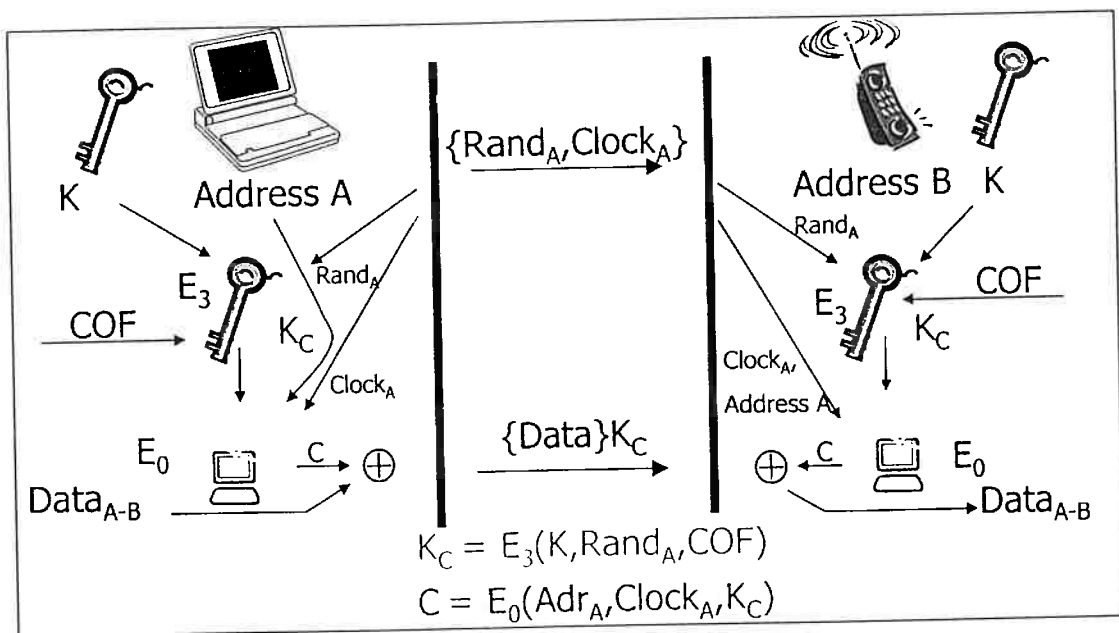 {Rand_A,Clock_A}
K
Address A
Address B
K
Rand_A
Rand_A
E_3
COF
K_C
Clock_A
E_3
COF
K_C
Clock_A,
Address A
{Data}K_C
E_0
C
Data_A-B
C
E_0
Data_A-B
K_C = E_3(K,Rand_A,COF)
C = E_0(Adr_A,Clock_A,K_C)